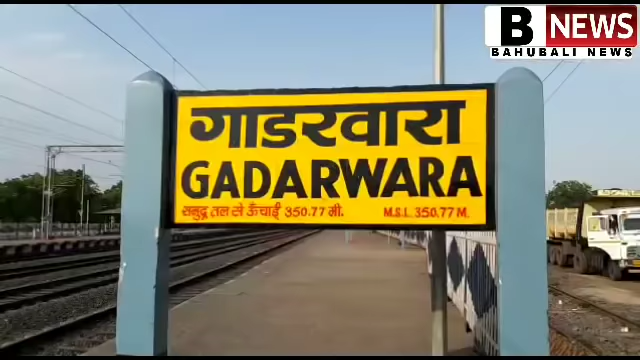 B NEWS
BAHUBALI NEWS
गाडरवारा
GADARWARA
समुद्र तल से ऊँचाई 350.77 मी.
M.S.L. 350.77 M.